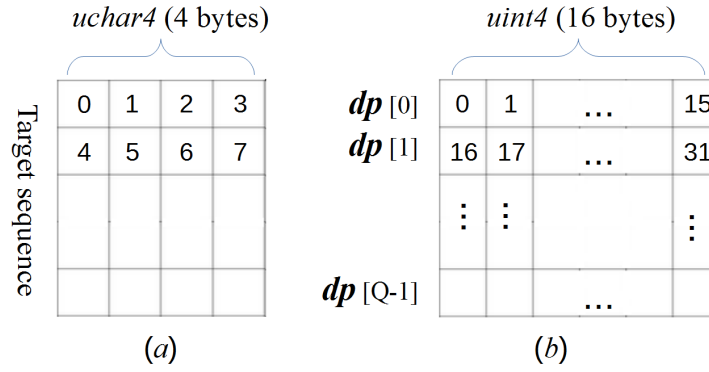 uchar4 (4 bytes)
Target sequence
0 1 2 3
4 5 6 7
(a)
uint4 (16 bytes)
dp [0] 0 1 ... 15
dp [1] 16 17 ... 31
⋮ ⋮ ⋮
dp [Q-1] ...
(b)